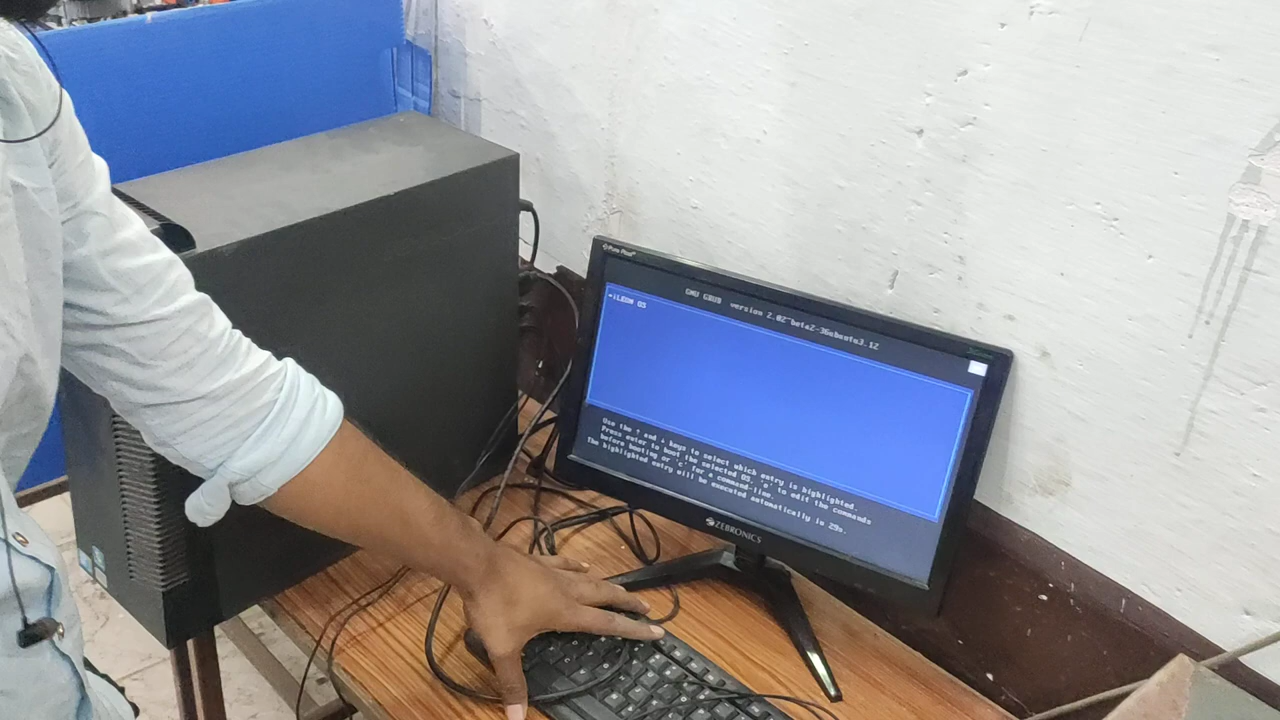 Pure Pixel
GNU GRUB version 2.02~beta2-36ubuntu3.12
Use the ↑ and ↓ keys to select which entry is highlighted.
Press enter to boot the selected OS, `e' to edit the commands
before booting or `c' for a command-line.
The highlighted entry will be executed automatically in 29s.
ZEBRONICS